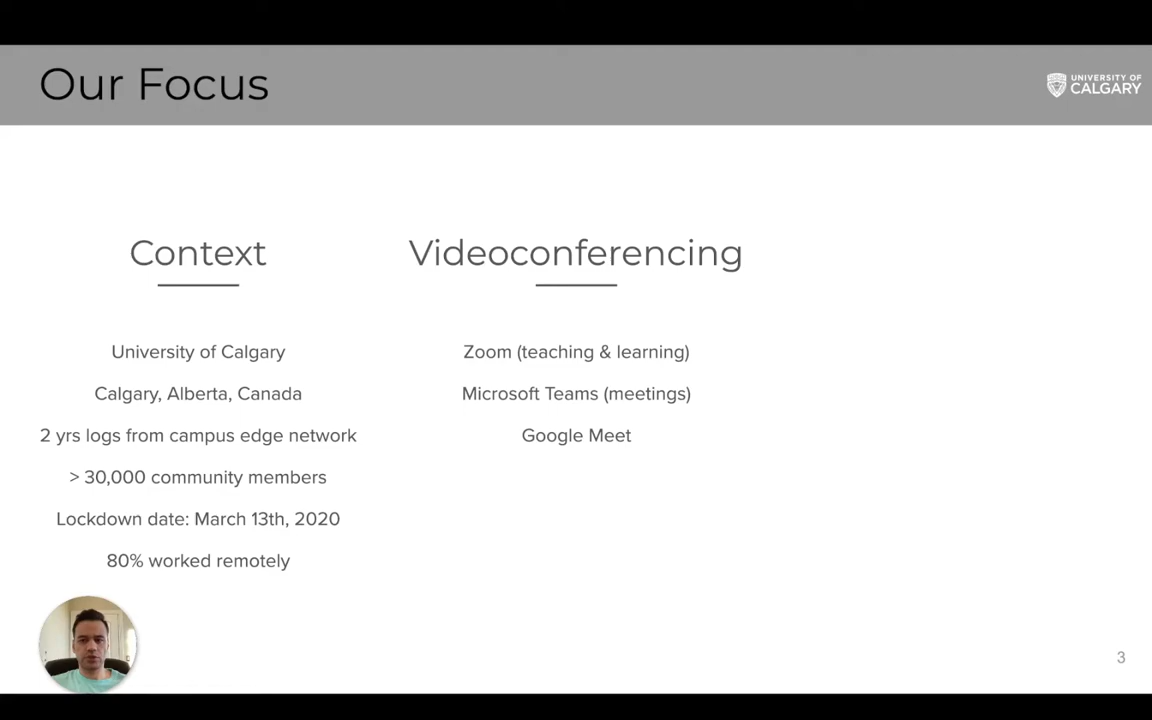 Our Focus
UNIVERSITY OF
CALGARY
Context
University of Calgary
Calgary, Alberta, Canada
2 yrs logs from campus edge network
> 30,000 community members
Lockdown date: March 13th, 2020
80% worked remotely
Videoconferencing
Zoom (teaching & learning)
Microsoft Teams (meetings)
Google Meet
3